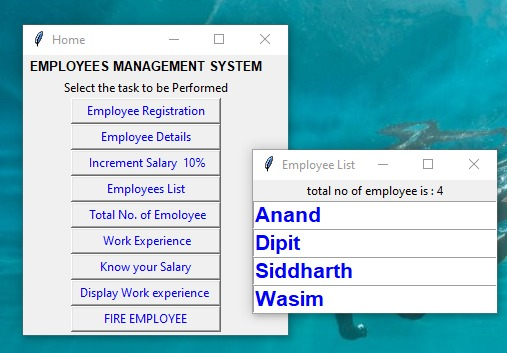 Home
EMPLOYEES MANAGEMENT SYSTEM
Select the task to be Performed
Employee Registration
Employee Details
Increment Salary  10%
Employees List
Total No. of Emoloyee
Work Experience
Know your Salary
Display Work experience
FIRE EMPLOYEE
Employee List
total no of employee is : 4
Anand
Dipit
Siddharth
Wasim